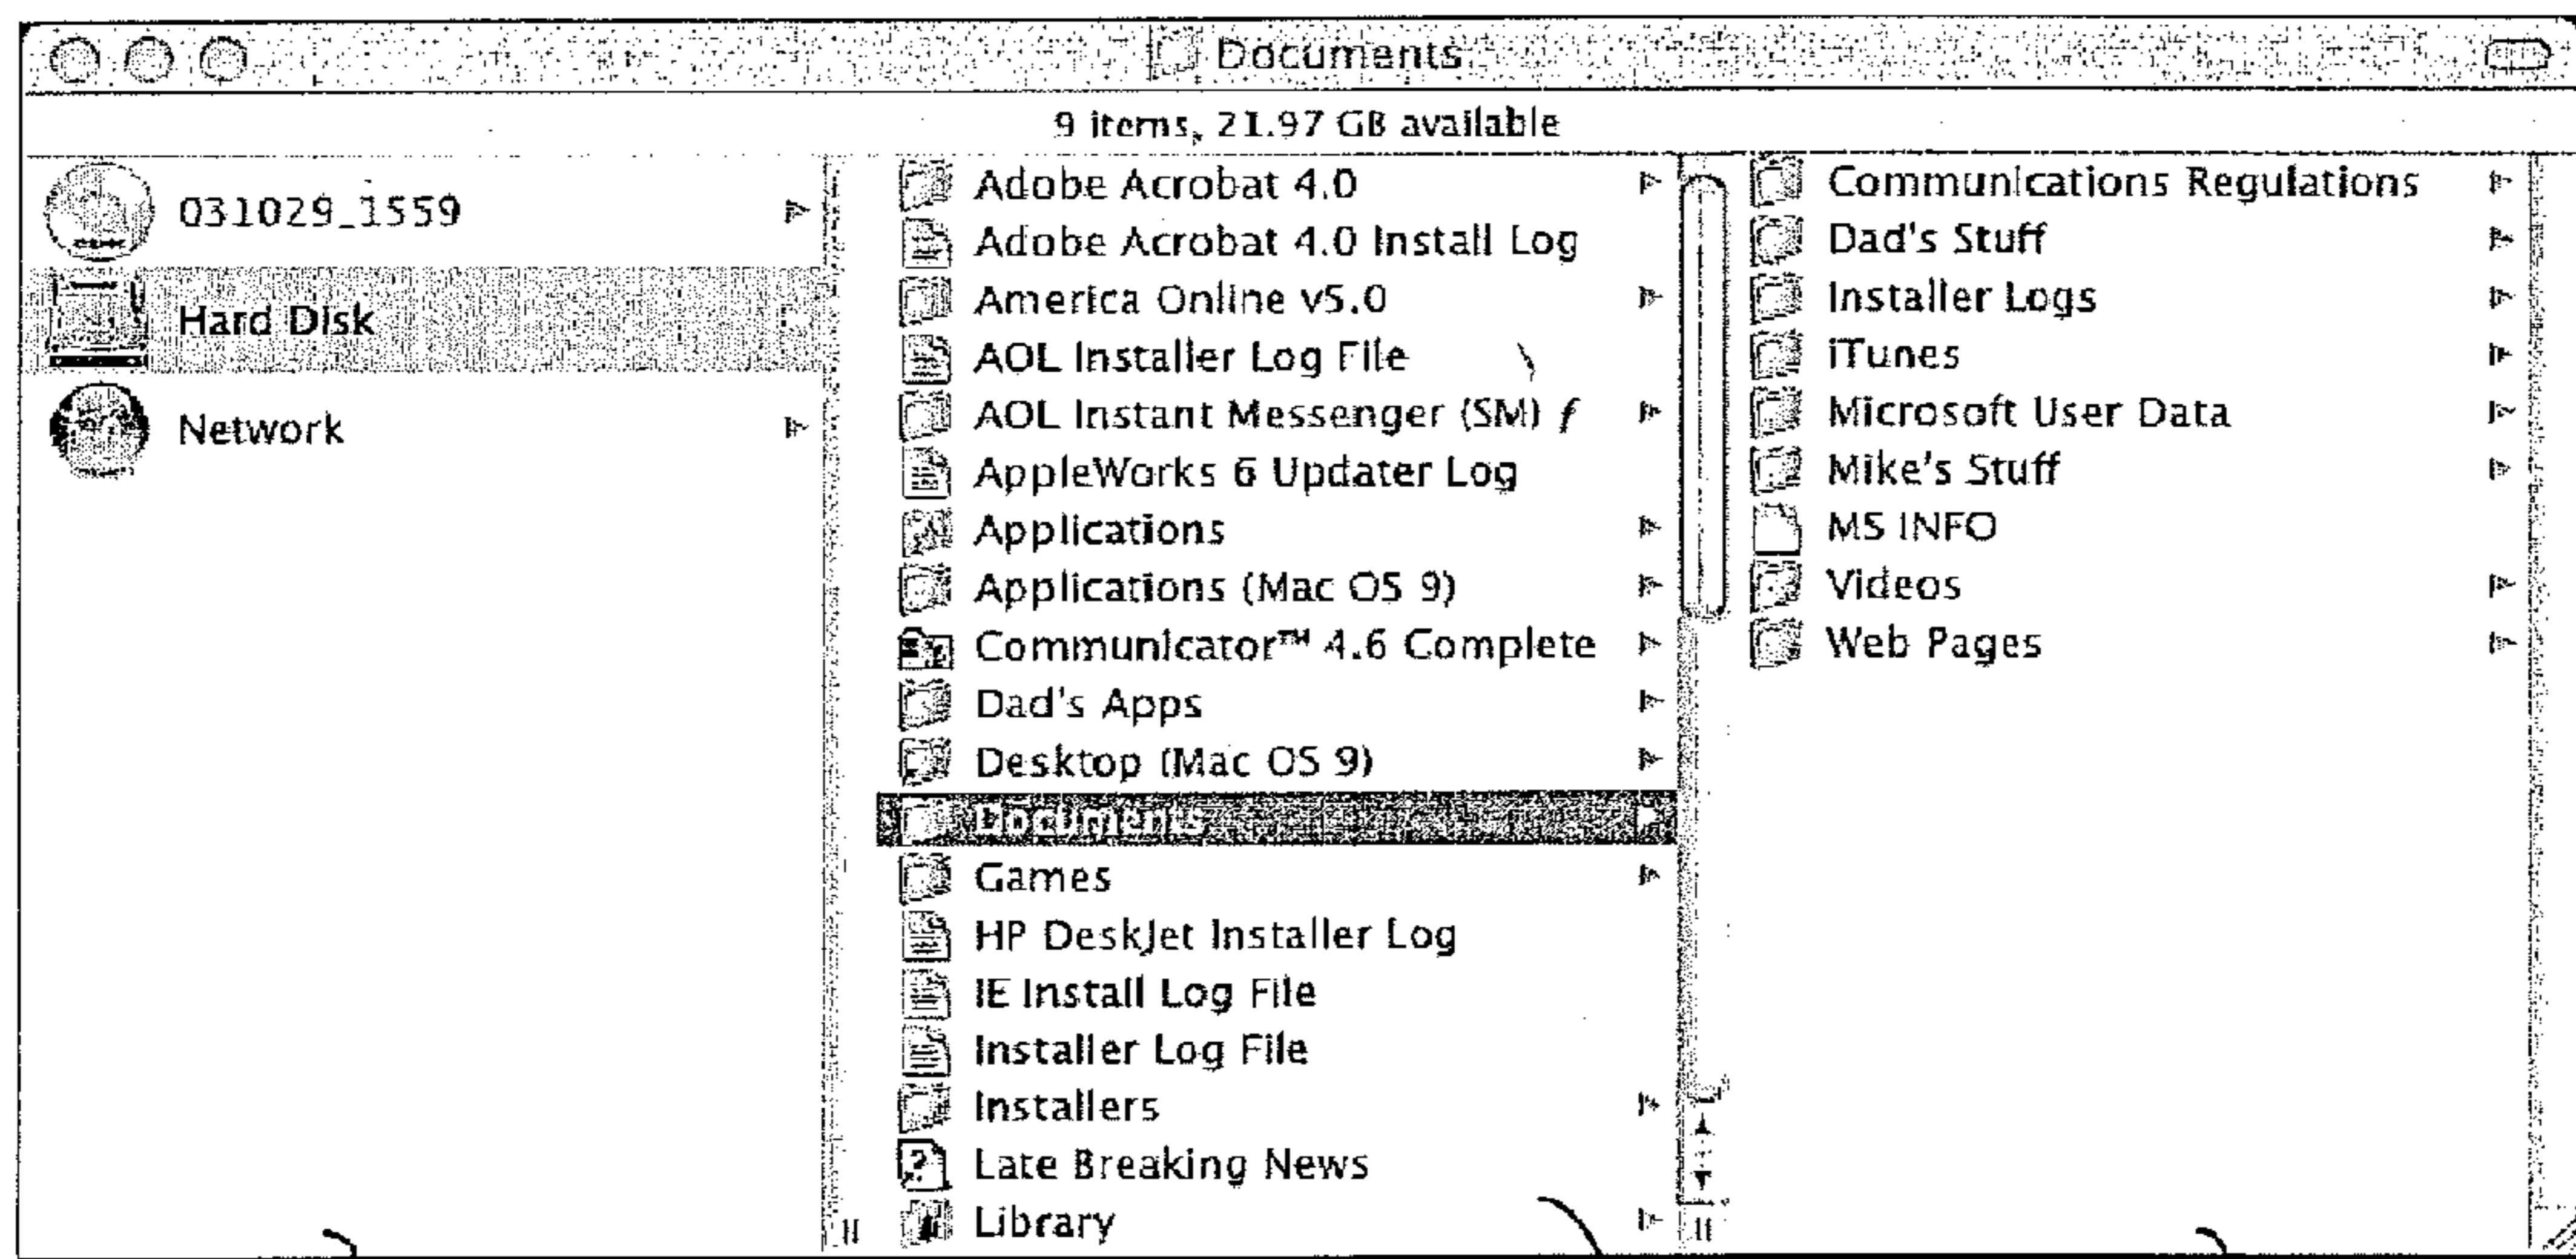 Documents
9 items, 21.97 GB available
031029_1559
Hard Disk
Network
Adobe Acrobat 4.0
Adobe Acrobat 4.0 Install Log
America Online v5.0
AOL Installer Log File
AOL Instant Messenger (SM) ƒ
AppleWorks 6 Updater Log
Applications
Applications (Mac OS 9)
Communicator™ 4.6 Complete
Dad's Apps
Desktop (Mac OS 9)
Documents
Games
HP DeskJet Installer Log
IE Install Log File
Installer Log File
Installers
Late Breaking News
Library
Communications Regulations
Dad's Stuff
Installer Logs
iTunes
Microsoft User Data
Mike's Stuff
MS INFO
Videos
Web Pages